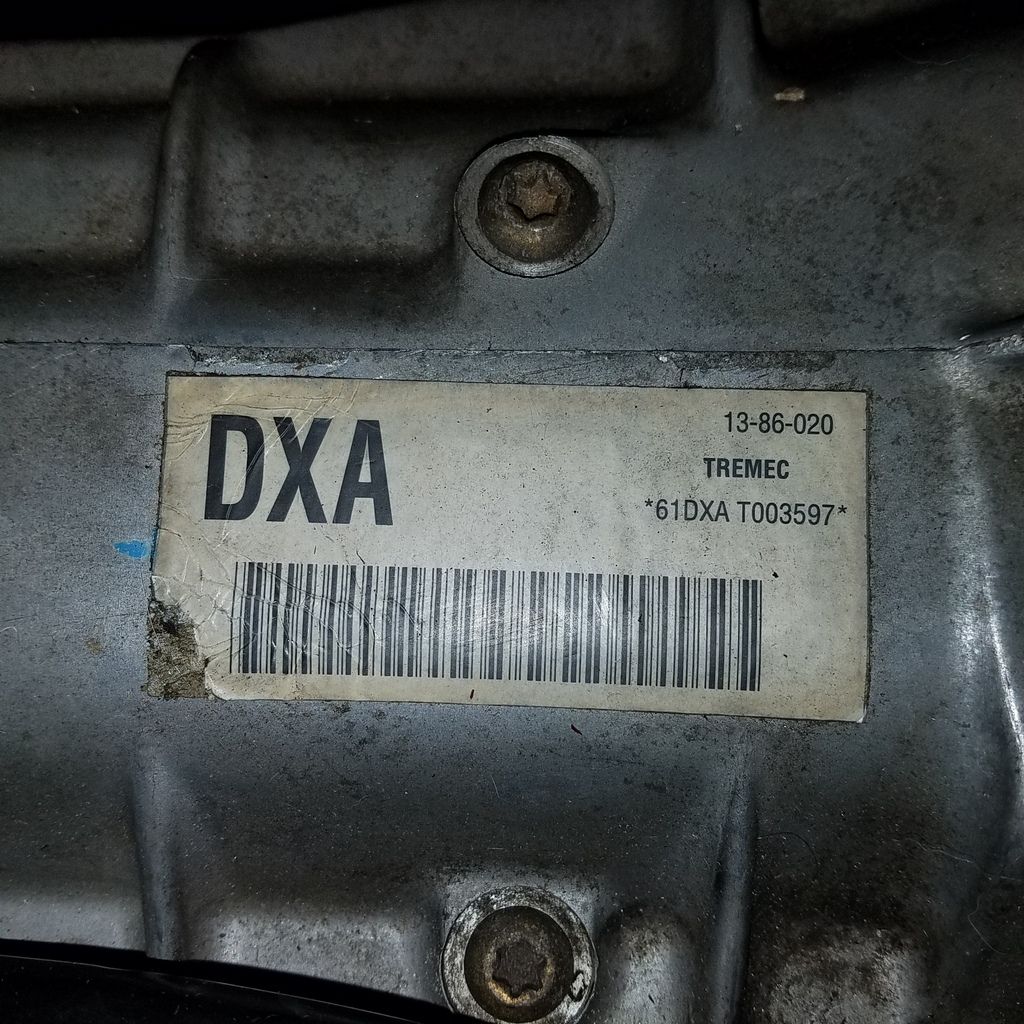 DXA
13-86-020
TREMEC
*61DXA T003597*